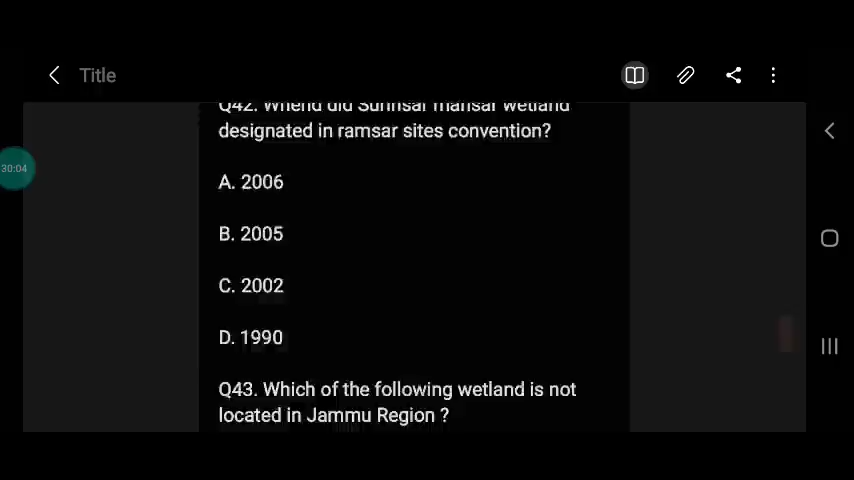 Title
Q42. Whend did Surinsar mansar wetland
designated in ramsar sites convention?
30:04
A. 2006
B. 2005
C. 2002
D. 1990
Q43. Which of the following wetland is not
located in Jammu Region ?